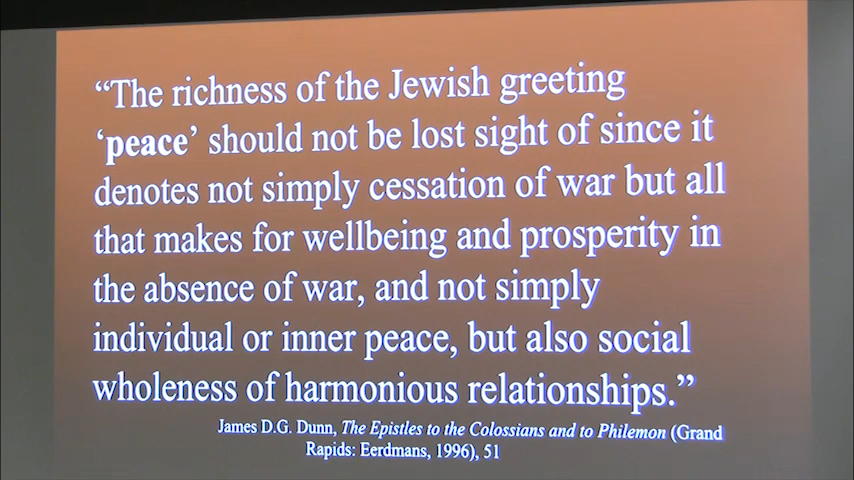 “The richness of the Jewish greeting
‘peace’ should not be lost sight of since it
denotes not simply cessation of war but all
that makes for wellbeing and prosperity in
the absence of war, and not simply
individual or inner peace, but also social
wholeness of harmonious relationships.”
James D.G. Dunn, The Epistles to the Colossians and to Philemon (Grand
Rapids: Eerdmans, 1996), 51